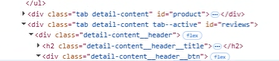 </ul>
<div class="tab detail-content" id="product"> ⋯ </div>
<div class="tab detail-content tab--active" id="reviews">
<div class="detail-content__header"> flex
<h2 class="detail-content__header__title"> ⋯ </h2>
<div class="detail-content__header__btn"> flex